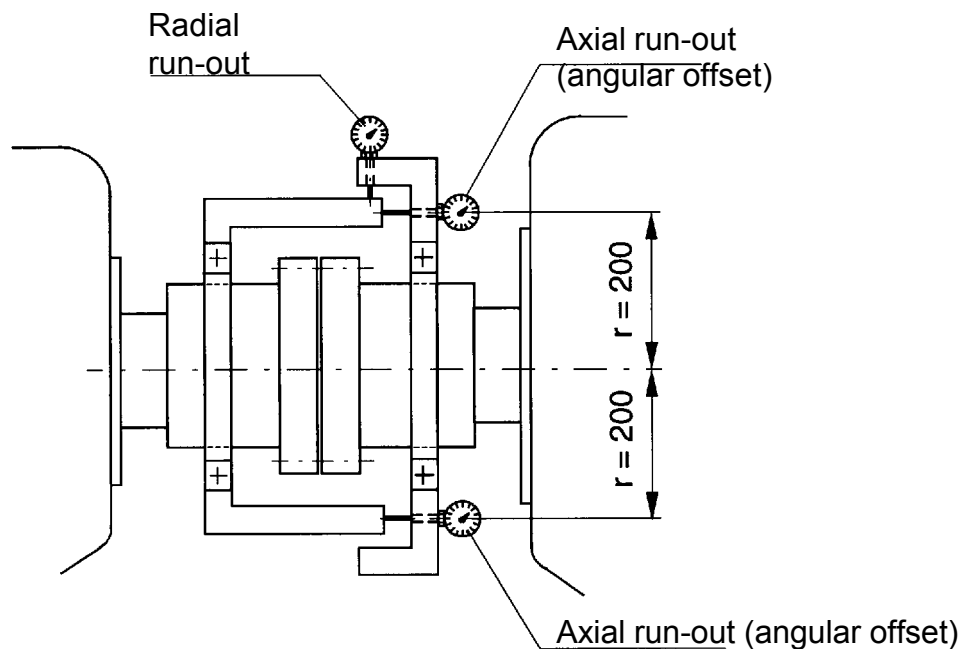 Radial
run-out
Axial run-out
(angular offset)
r = 200
r = 200
Axial run-out (angular offset)